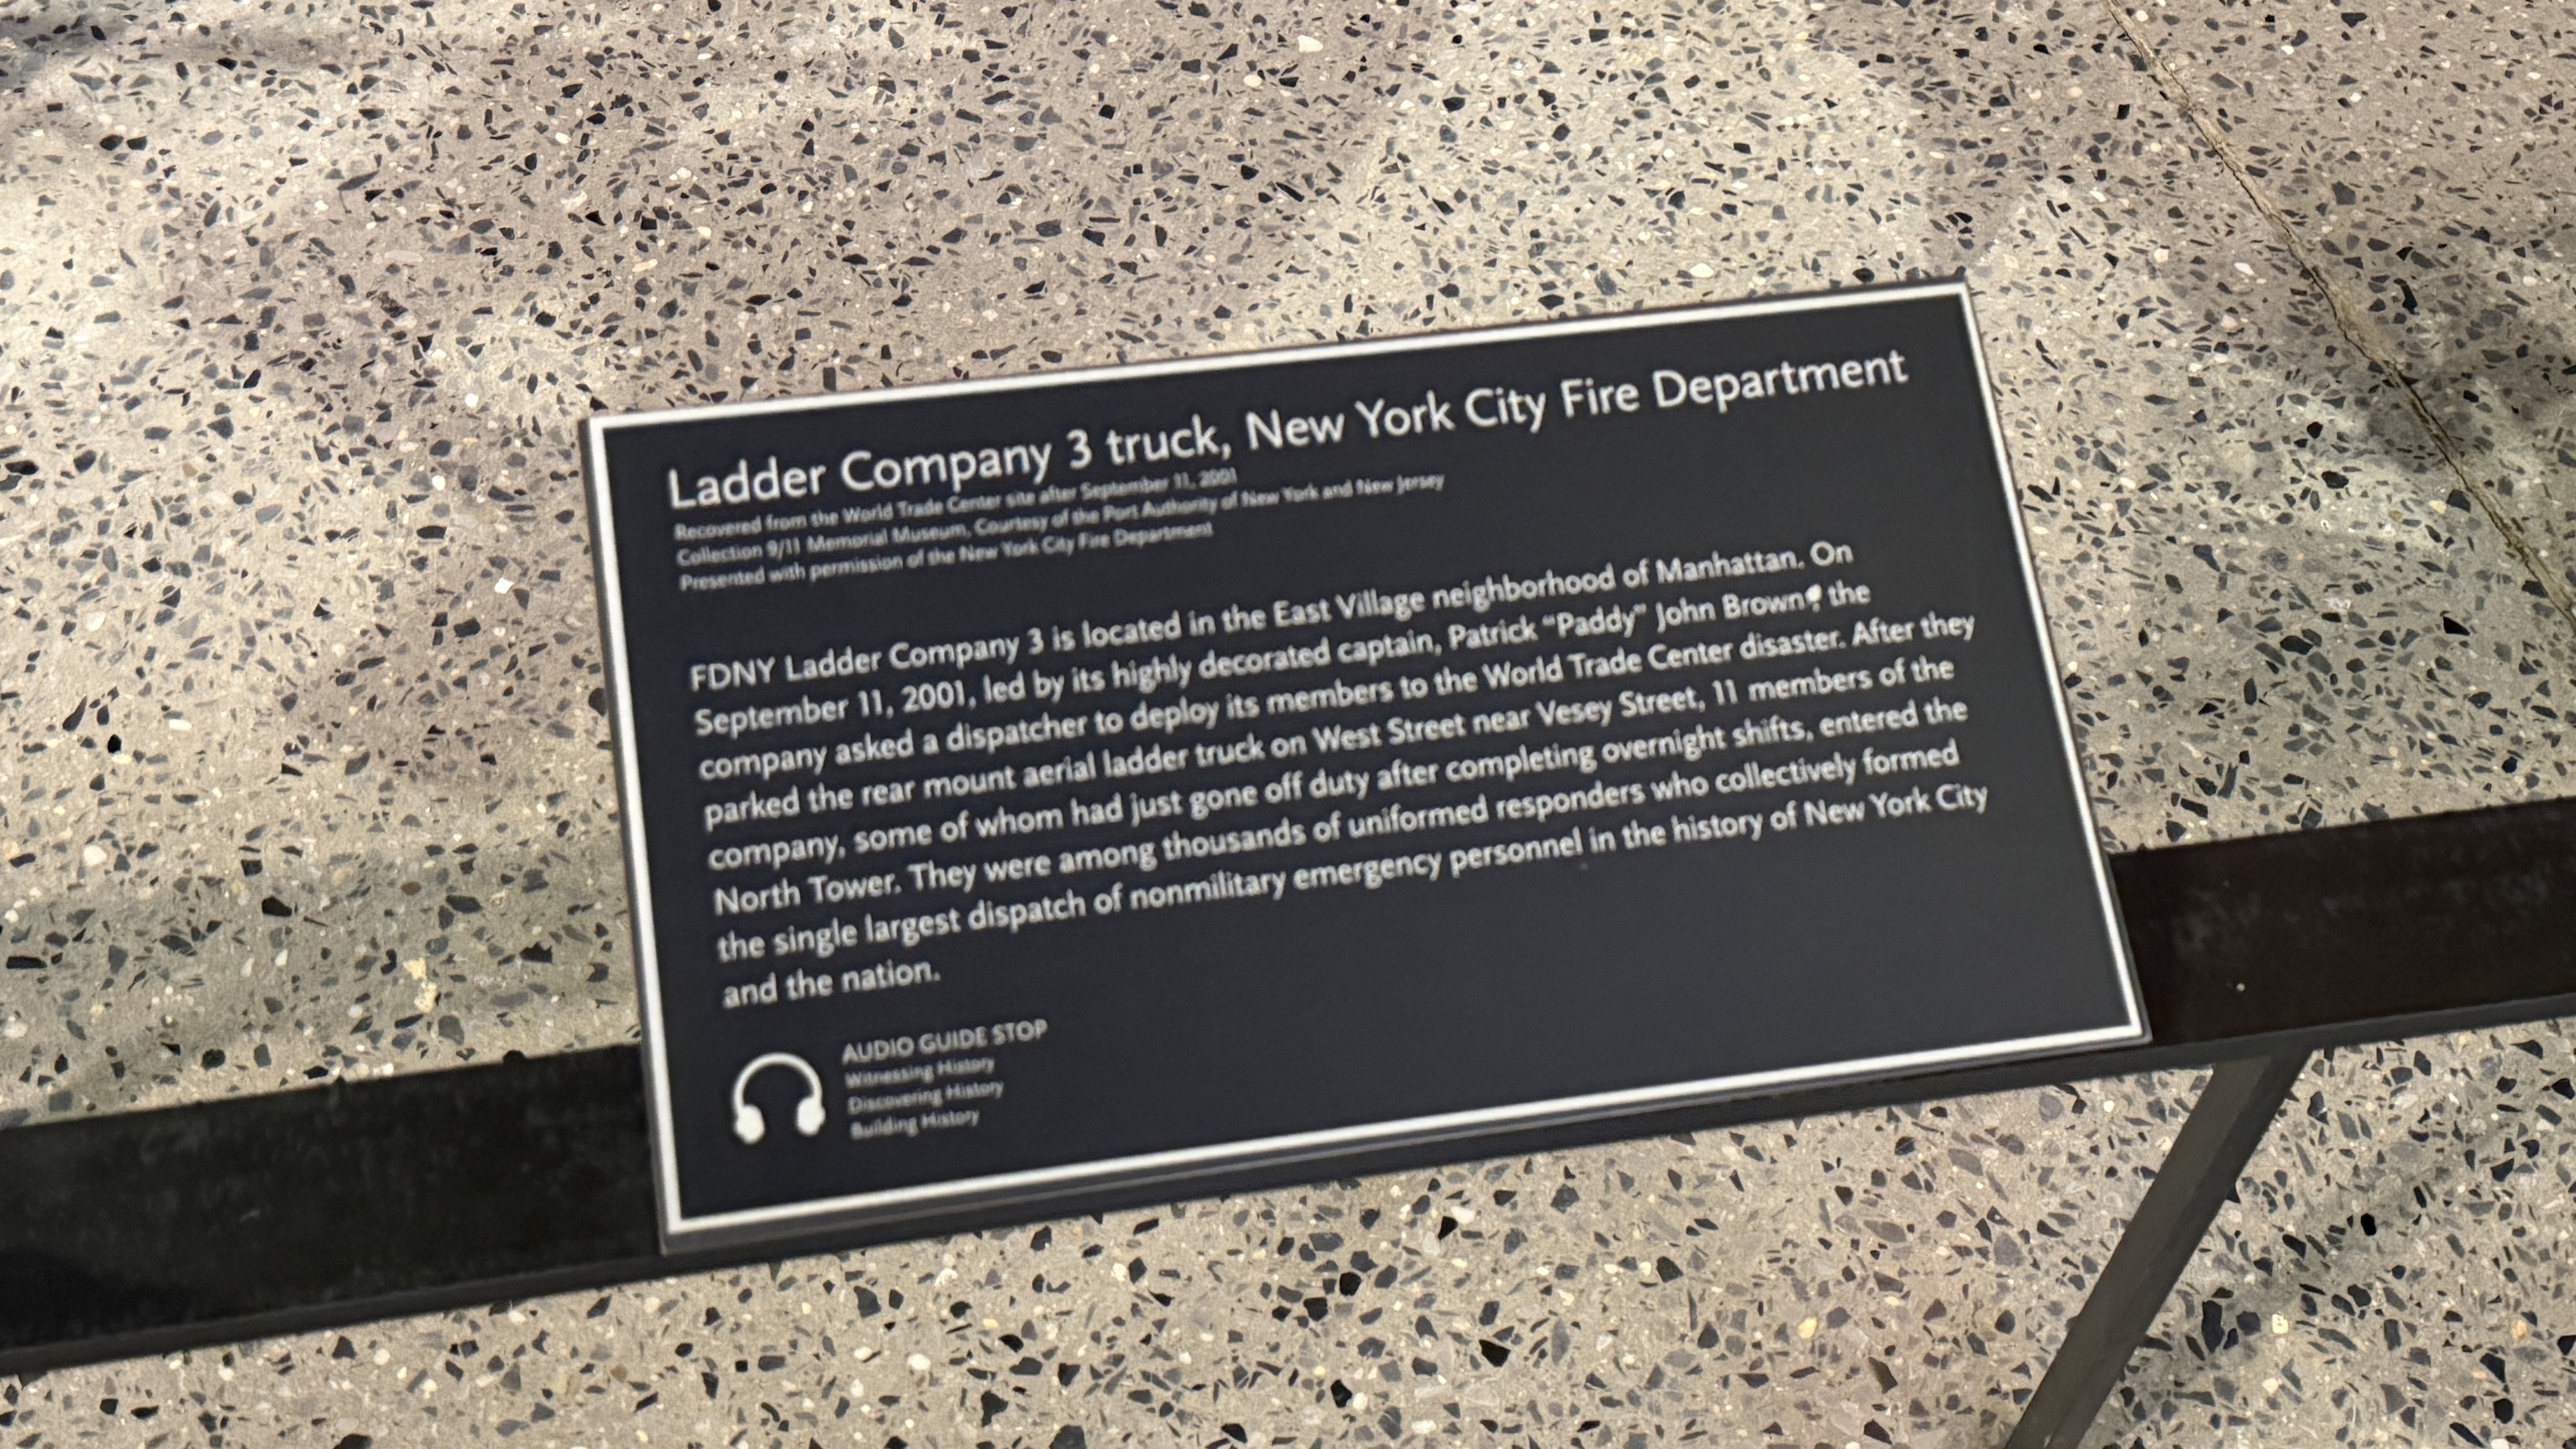 Ladder Company 3 truck, New York City Fire Department
Recovered from the World Trade Center site after September 11, 2001
Collection 9/11 Memorial Museum, Courtesy of the Port Authority of New York and New Jersey
Presented with permission of the New York City Fire Department
FDNY Ladder Company 3 is located in the East Village neighborhood of Manhattan. On
September 11, 2001, led by its highly decorated captain, Patrick “Paddy” John Brown, the
company asked a dispatcher to deploy its members to the World Trade Center disaster. After they
parked the rear mount aerial ladder truck on West Street near Vesey Street, 11 members of the
company, some of whom had just gone off duty after completing overnight shifts, entered the
North Tower. They were among thousands of uniformed responders who collectively formed
the single largest dispatch of nonmilitary emergency personnel in the history of New York City
and the nation.
AUDIO GUIDE STOP
Witnessing History
Discovering History
Building History